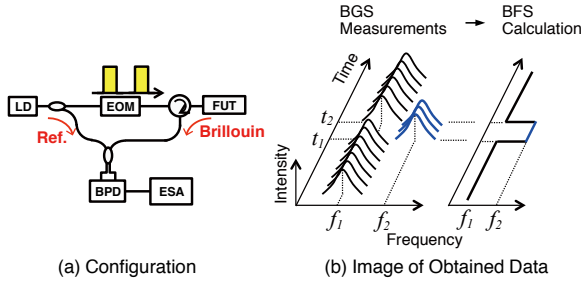 BGS
Measurements
BFS
Calculation
LD
EOM
FUT
Ref.
Brillouin
BPD
ESA
Time
t2
t1
Intensity
f1
f2
f1
f2
Frequency
(a) Configuration
(b) Image of Obtained Data